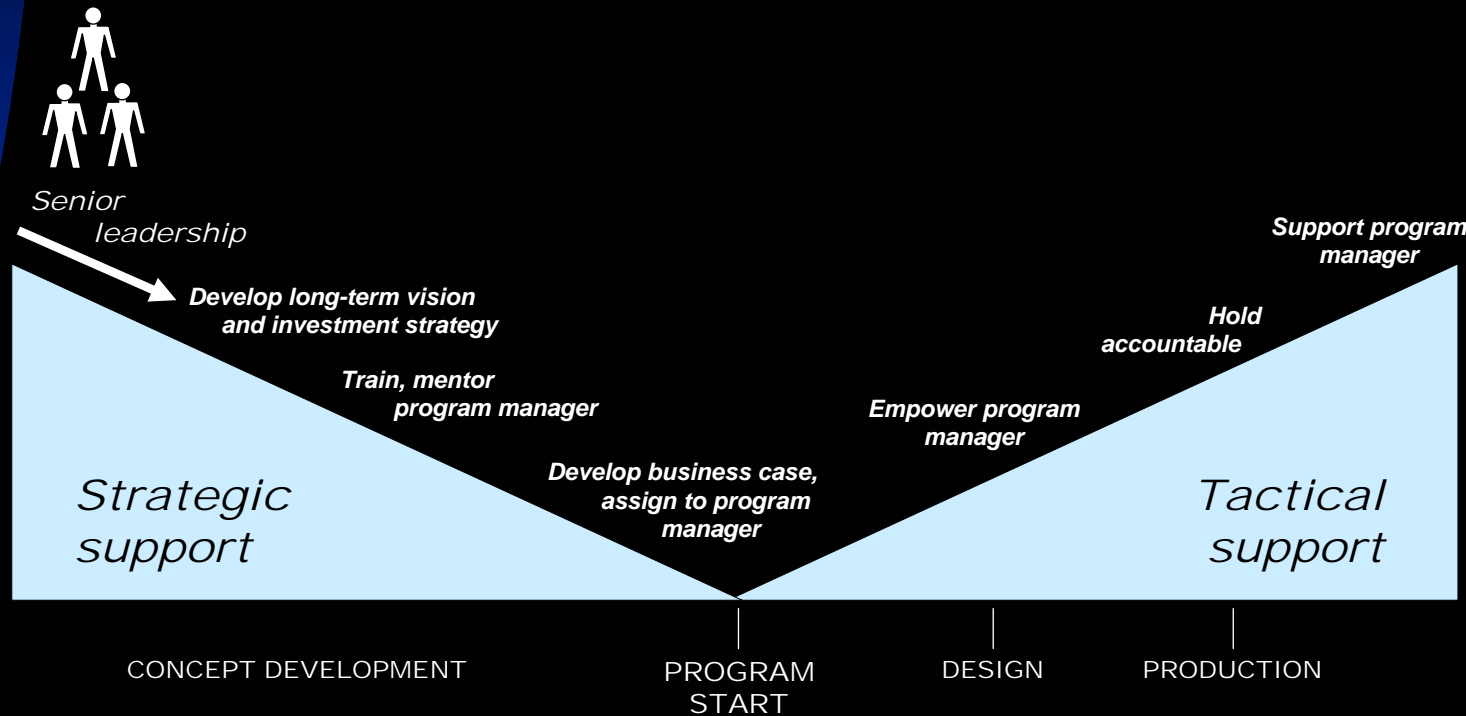 Senior
leadership
Develop long-term vision
and investment strategy
Train, mentor
program manager
Develop business case,
assign to program
manager
Empower program
manager
Hold
accountable
Support program
manager
Strategic
support
Tactical
support
CONCEPT DEVELOPMENT
PROGRAM
START
DESIGN
PRODUCTION